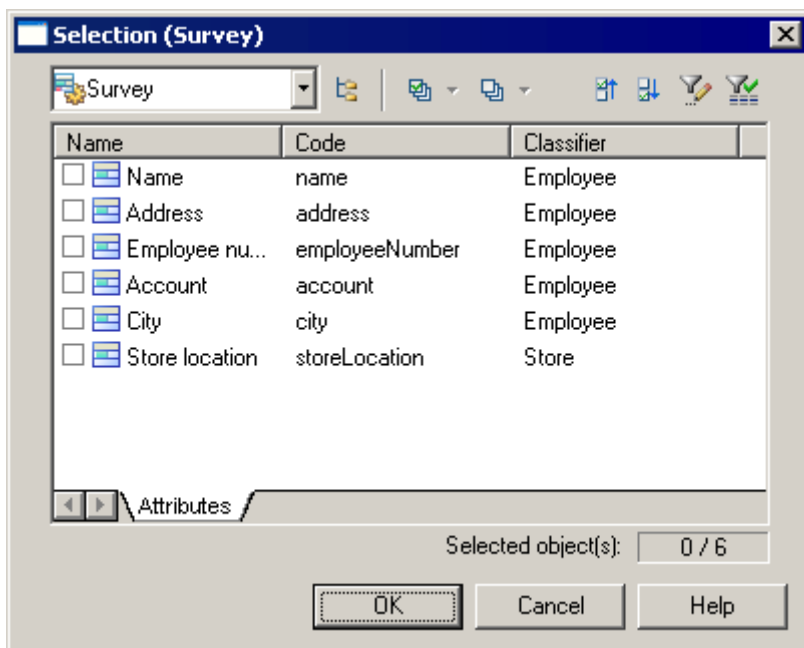 Selection (Survey)
Survey
Name Code Classifier
Name name Employee
Address address Employee
Employee nu... employeeNumber Employee
Account account Employee
City city Employee
Store location storeLocation Store
Attributes
Selected object(s): 0 / 6
OK Cancel Help